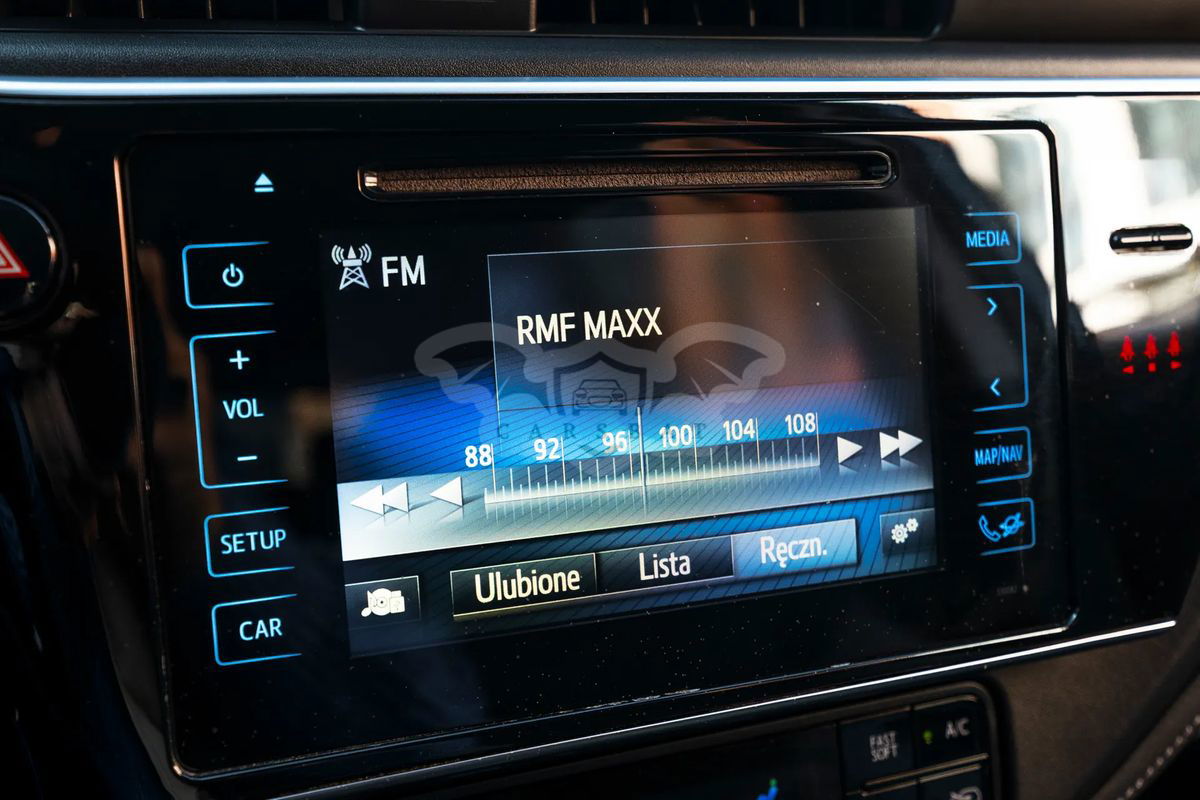 FM
MEDIA
RMF MAXX
VOL
88 92 96 100 104 108
MAP/NAV
SETUP
Ulubione Lista Ręczn.
CAR
FAST
SOFT
A/C